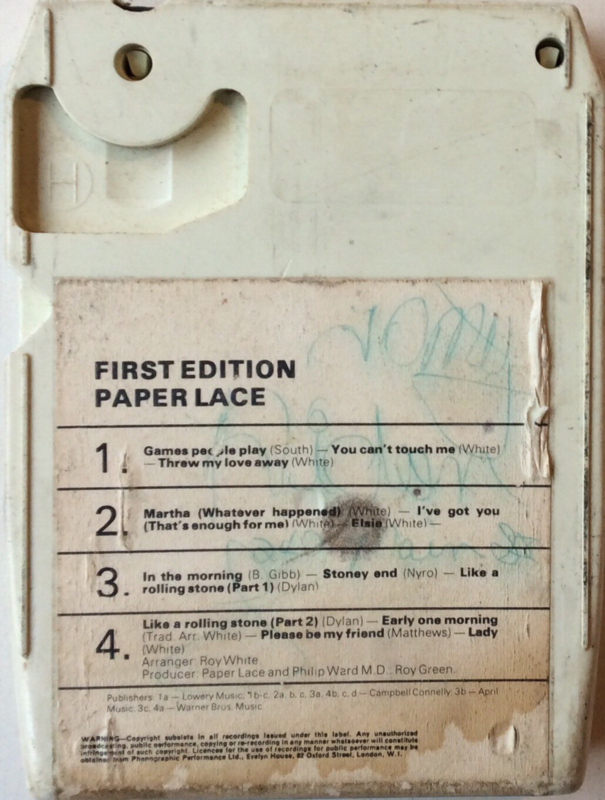 FIRST EDITION
PAPER LACE
1. Games people play (South) — You can't touch me (White)
— Threw my love away (White)
2. Martha (Whatever happened) (White) — I've got you
(That's enough for me) (White) — Elsie (White) —
3. In the morning (B. Gibb) — Stoney end (Nyro) — Like a
rolling stone (Part 1) (Dylan)
4. Like a rolling stone (Part 2) (Dylan) — Early one morning
(Trad. Arr. White) — Please be my friend (Matthews) — Lady
(White)
Arranger: Roy White
Producer: Paper Lace and Philip Ward M.D.: Roy Green.
Publishers: 1a — Lowery Music; 1b-c, 2a, b, c, 3a, 4b, c, d — Campbell Connelly; 3b — April
Music; 3c, 4a — Warner Bros. Music
WARNING—Copyright subsists in all recordings issued under this label. Any unauthorized
broadcasting, public performance, copying or re-recording in any manner whatsoever will constitute
infringement of such copyright. Licences for the use of recordings for public performance may be
obtained from Phonographic Performance Ltd., Evelyn House, 62 Oxford Street, London, W.1.